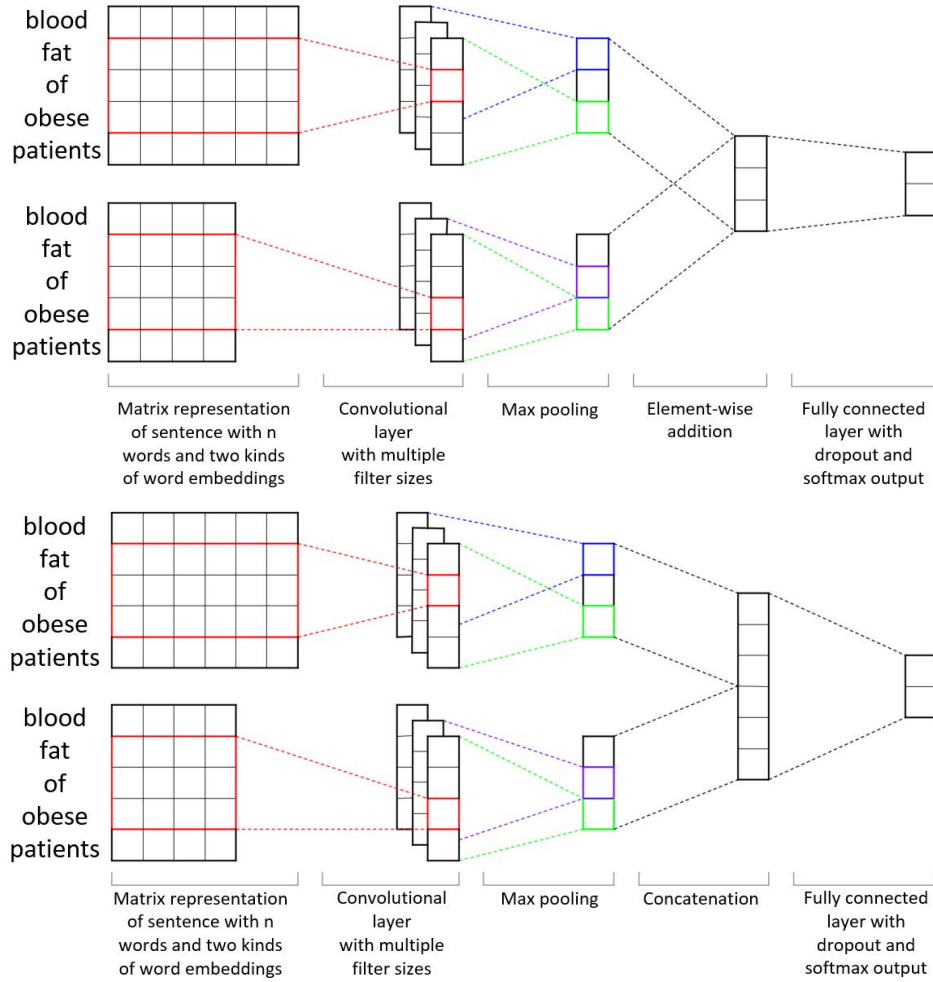 blood
fat
of
obese
patients
blood
fat
of
obese
patients
Matrix representation
of sentence with n
words and two kinds
of word embeddings
Convolutional
layer
with multiple
filter sizes
Max pooling
Element-wise
addition
Fully connected
layer with
dropout and
softmax output
blood
fat
of
obese
patients
blood
fat
of
obese
patients
Matrix representation
of sentence with n
words and two kinds
of word embeddings
Convolutional
layer
with multiple
filter sizes
Max pooling
Concatenation
Fully connected
layer with
dropout and
softmax output